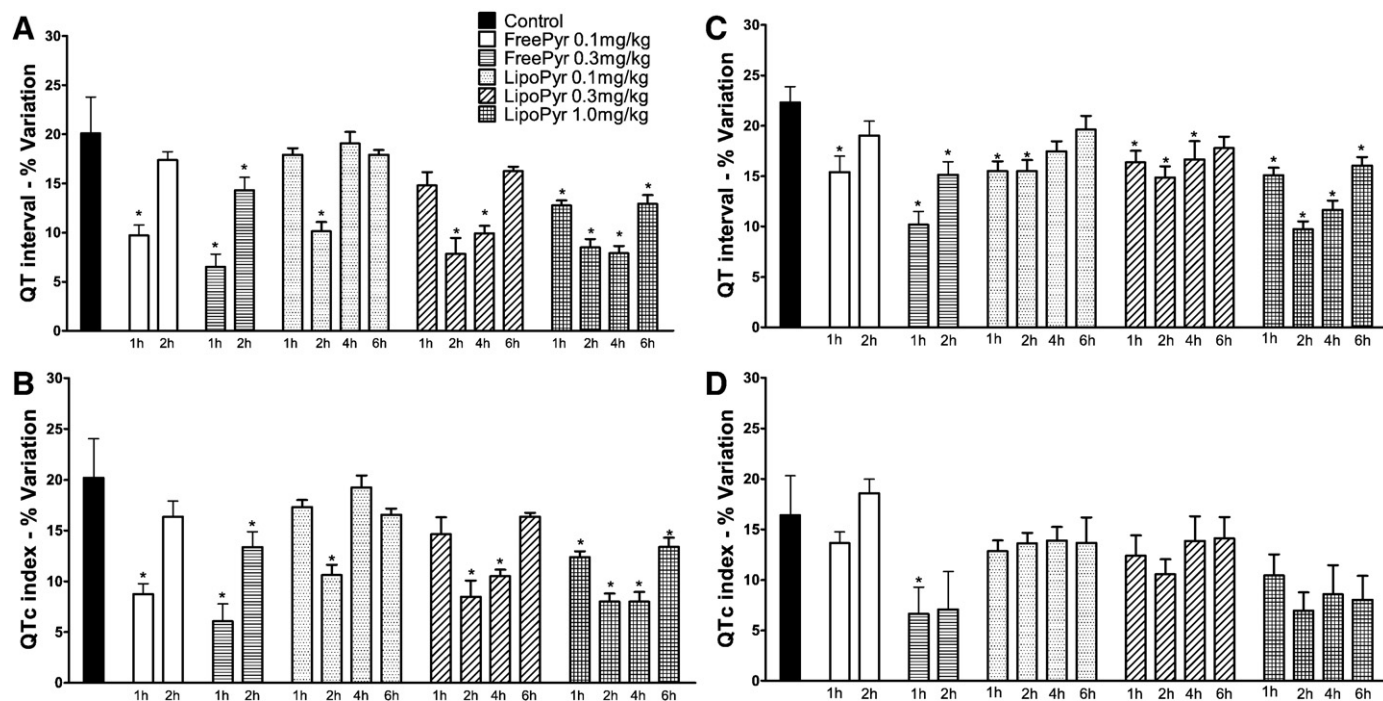 A
QT interval - % Variation
30
25
20
15
10
5
0
Control
FreePyr 0.1mg/kg
FreePyr 0.3mg/kg
LipoPyr 0.1mg/kg
LipoPyr 0.3mg/kg
LipoPyr 1.0mg/kg
* * * * * * * * * *
1h 2h 1h 2h 1h 2h 4h 6h 1h 2h 4h 6h 1h 2h 4h 6h
B
QTc index - % Variation
30
25
20
15
10
5
0
* * * * * * * * * *
1h 2h 1h 2h 1h 2h 4h 6h 1h 2h 4h 6h 1h 2h 4h 6h
C
QT interval - % Variation
30
25
20
15
10
5
0
* * * * * * * * * * * *
1h 2h 1h 2h 1h 2h 4h 6h 1h 2h 4h 6h 1h 2h 4h 6h
D
QTc index - % Variation
30
25
20
15
10
5
0
*
1h 2h 1h 2h 1h 2h 4h 6h 1h 2h 4h 6h 1h 2h 4h 6h